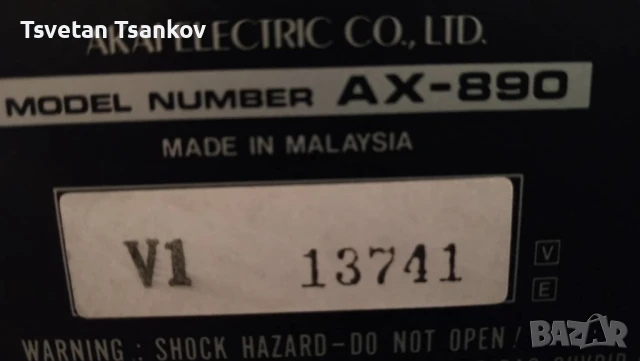 Tsvetan Tsankov
AKAI ELECTRIC CO., LTD.
MODEL NUMBER AX-890
MADE IN MALAYSIA
V1 13741
V
E
WARNING : SHOCK HAZARD-DO NOT OPEN!
BAZAR